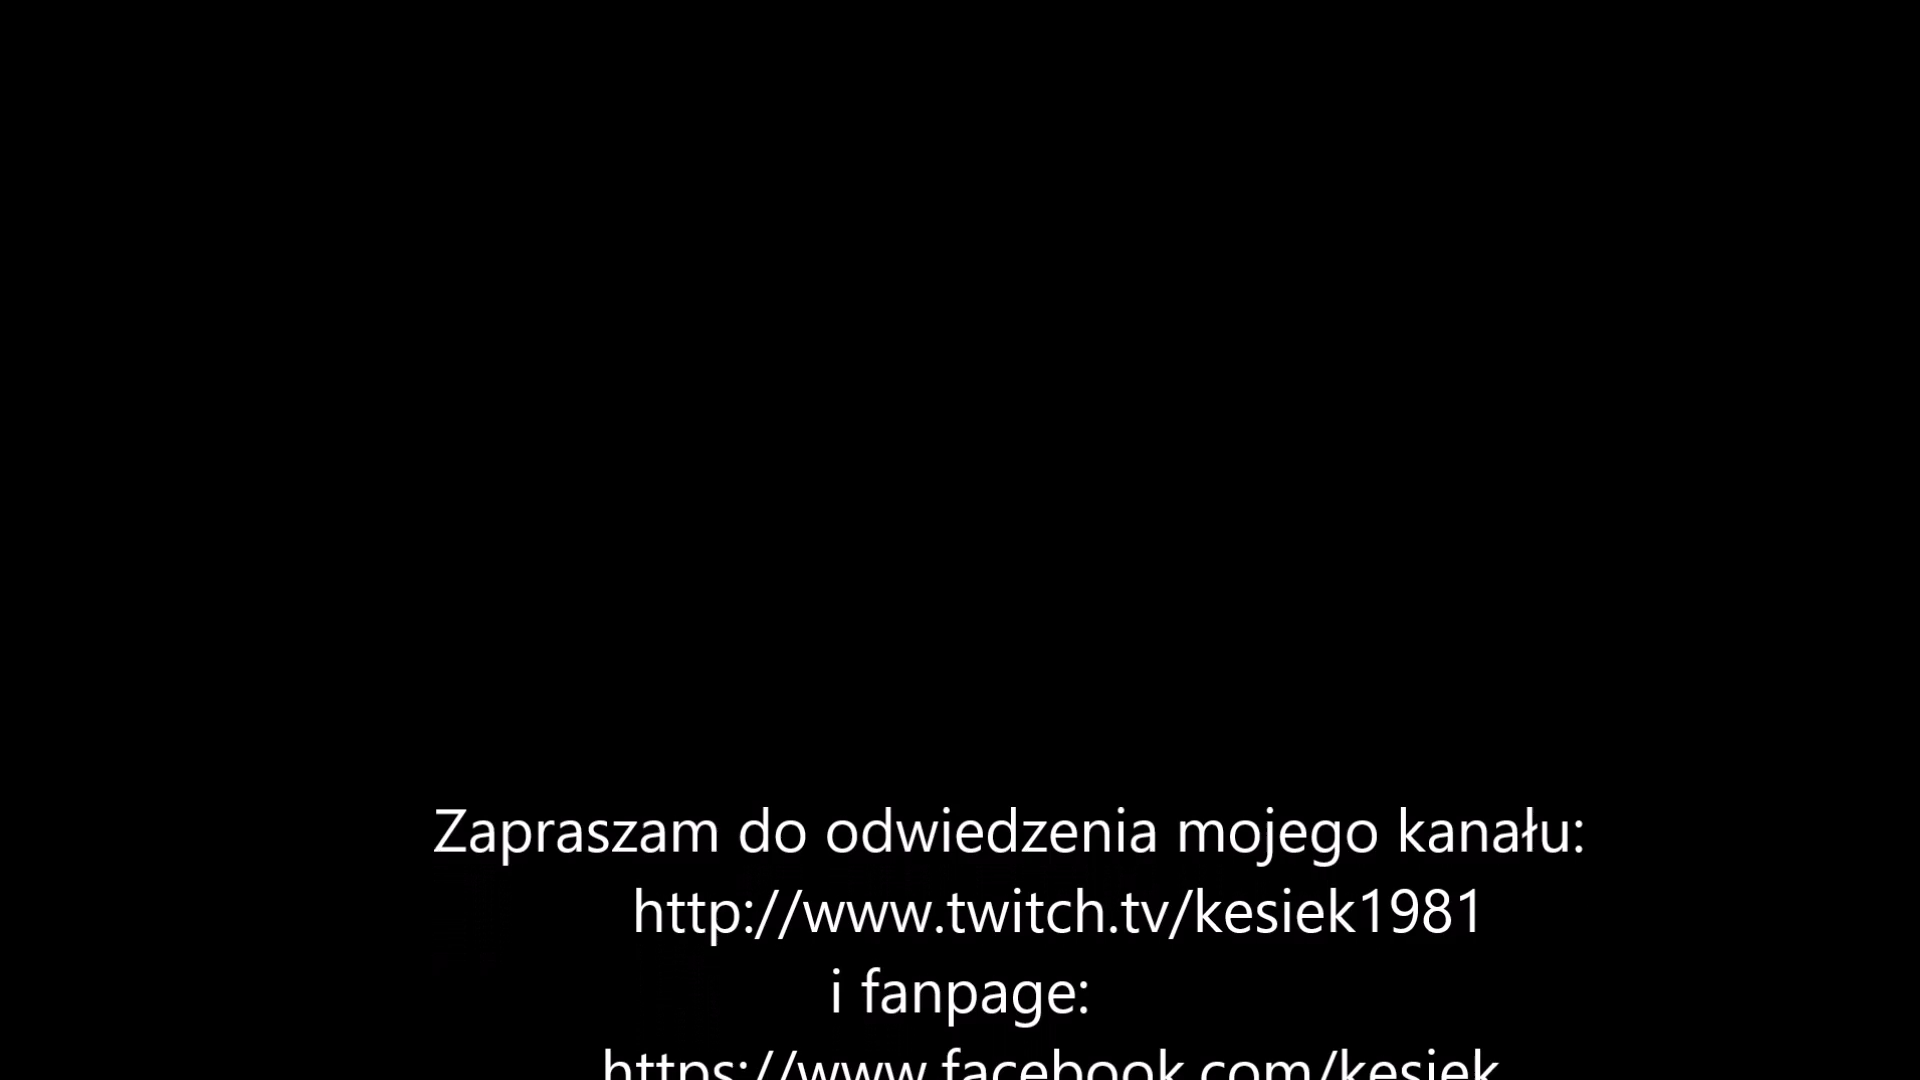 Zapraszam do odwiedzenia mojego kanału:
http://www.twitch.tv/kesiek1981
i fanpage:
https://www.facebook.com/kesiek